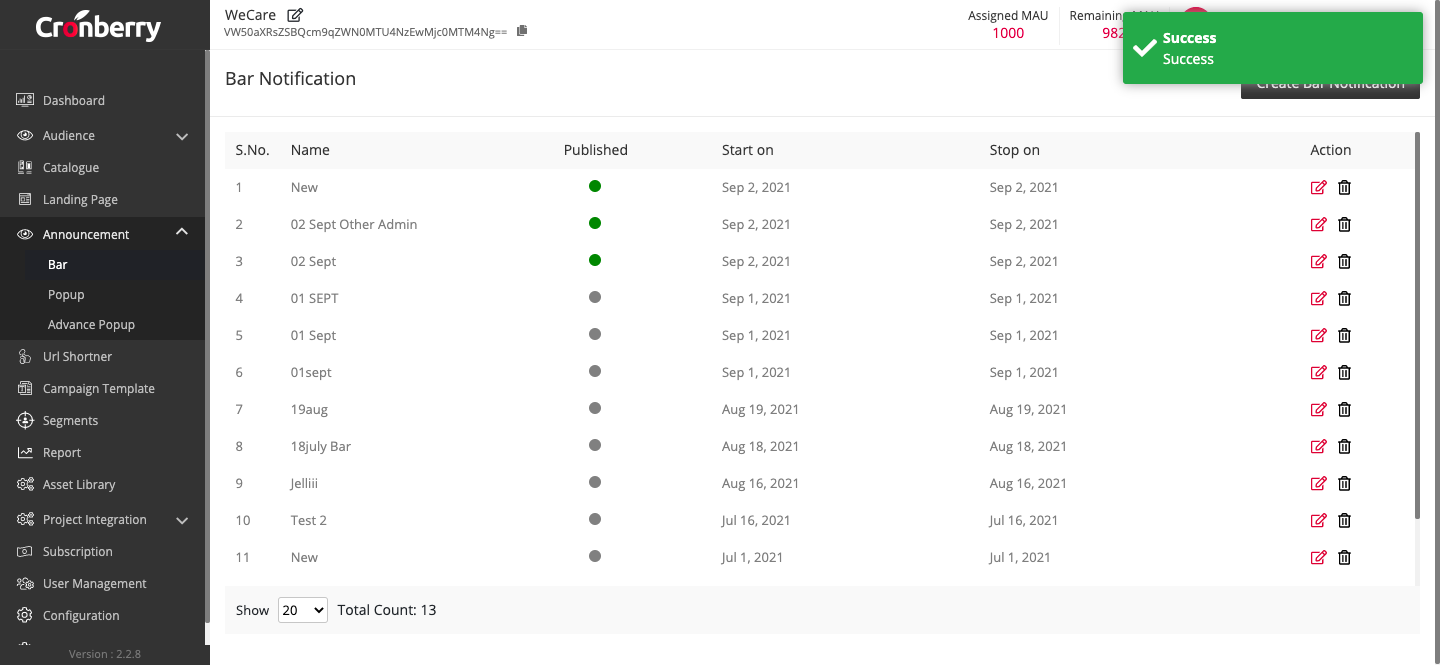 Cronberry
WeCare
VW50aXRsZSBQcm9qZWN0MTU4NzEwMjc0MTM4Ng==
Assigned MAU
1000
Success
Success
Bar Notification
Create Bar Notification
Dashboard
Audience
Catalogue
Landing Page
Announcement
Bar
Popup
Advance Popup
Url Shortner
Campaign Template
Segments
Report
Asset Library
Project Integration
Subscription
User Management
Configuration
Version : 2.2.8
S.No. Name Published Start on Stop on Action
1 New Sep 2, 2021 Sep 2, 2021
2 02 Sept Other Admin Sep 2, 2021 Sep 2, 2021
3 02 Sept Sep 2, 2021 Sep 2, 2021
4 01 SEPT Sep 1, 2021 Sep 1, 2021
5 01 Sept Sep 1, 2021 Sep 1, 2021
6 01sept Sep 1, 2021 Sep 1, 2021
7 19aug Aug 19, 2021 Aug 19, 2021
8 18july Bar Aug 18, 2021 Aug 18, 2021
9 Jelliii Aug 16, 2021 Aug 16, 2021
10 Test 2 Jul 16, 2021 Jul 16, 2021
11 New Jul 1, 2021 Jul 1, 2021
Show 20 Total Count: 13